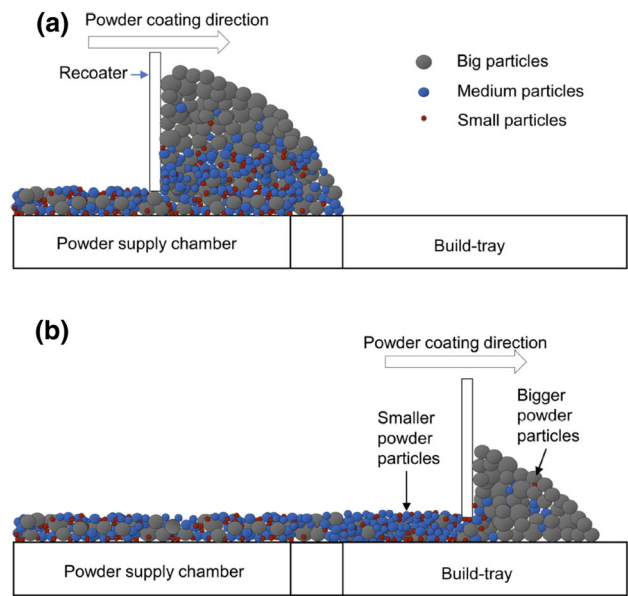 (a)
Powder coating direction
Recoater
Big particles
Medium particles
Small particles
Powder supply chamber
Build-tray
(b)
Powder coating direction
Smaller
powder
particles
Bigger
powder
particles
Powder supply chamber
Build-tray